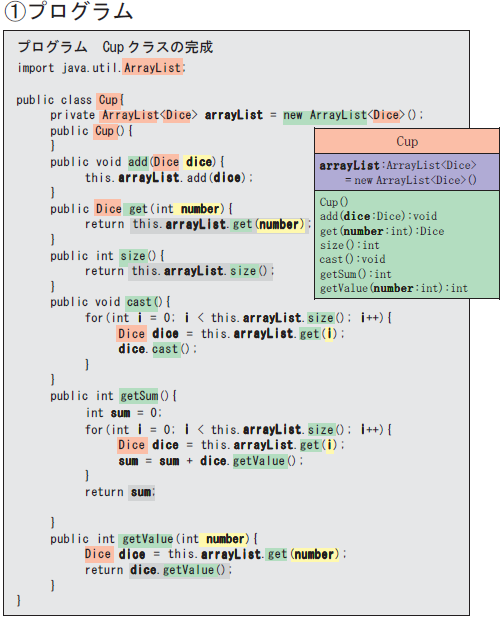 ①プログラム
プログラム　Cupクラスの完成
import java.util.ArrayList;
public class Cup{
private ArrayList<Dice> arrayList = new ArrayList<Dice>();
public Cup(){
}
public void add(Dice dice){
this.arrayList.add(dice);
}
public Dice get(int number){
return this.arrayList.get(number);
}
public int size(){
return this.arrayList.size();
}
public void cast(){
for(int i = 0; i < this.arrayList.size(); i++){
Dice dice = this.arrayList.get(i);
dice.cast();
}
}
public int getSum(){
int sum = 0;
for(int i = 0; i < this.arrayList.size(); i++){
Dice dice = this.arrayList.get(i);
sum = sum + dice.getValue();
}
return sum;
}
public int getValue(int number){
Dice dice = this.arrayList.get(number);
return dice.getValue();
}
}
Cup
arrayList:ArrayList<Dice>
=new ArrayList<Dice>()
Cup()
add(dice:Dice):void
get(number:int):Dice
size():int
cast():void
getSum():int
getValue(number:int):int